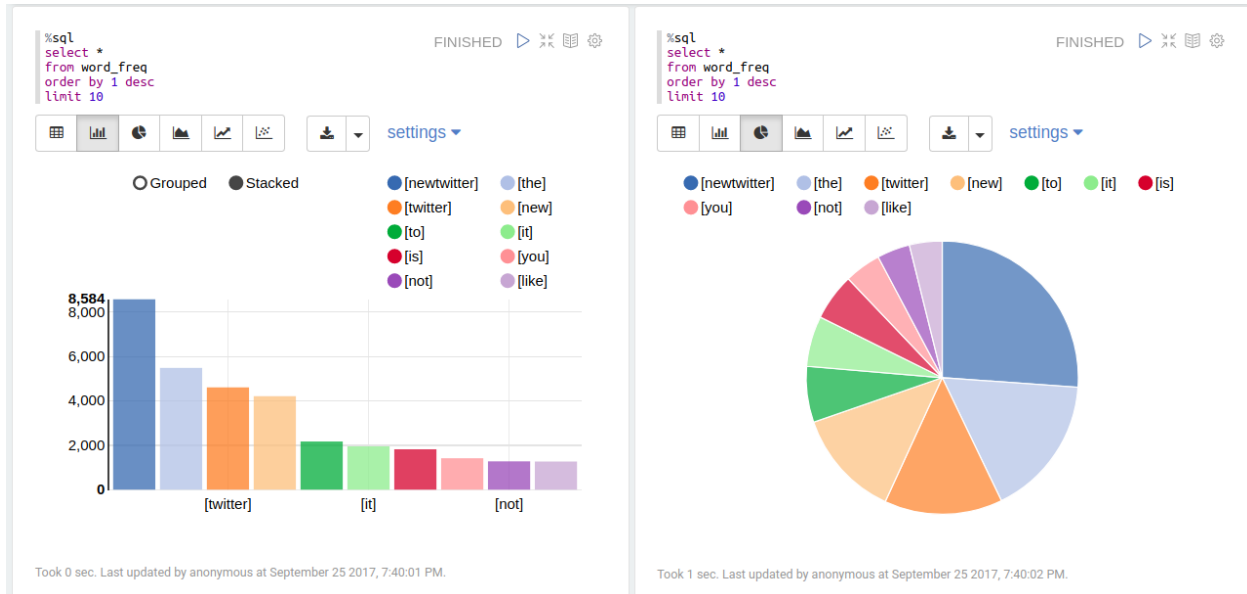 %sql
select *
from word_freq
order by 1 desc
limit 10
FINISHED
settings
Grouped Stacked
[newtwitter] [the]
[twitter] [new]
[to] [it]
[is] [you]
[not] [like]
8,584
8,000
6,000
4,000
2,000
0
[twitter] [it] [not]
Took 0 sec. Last updated by anonymous at September 25 2017, 7:40:01 PM.
%sql
select *
from word_freq
order by 1 desc
limit 10
FINISHED
settings
[newtwitter] [the] [twitter] [new] [to] [it] [is]
[you] [not] [like]
Took 1 sec. Last updated by anonymous at September 25 2017, 7:40:02 PM.